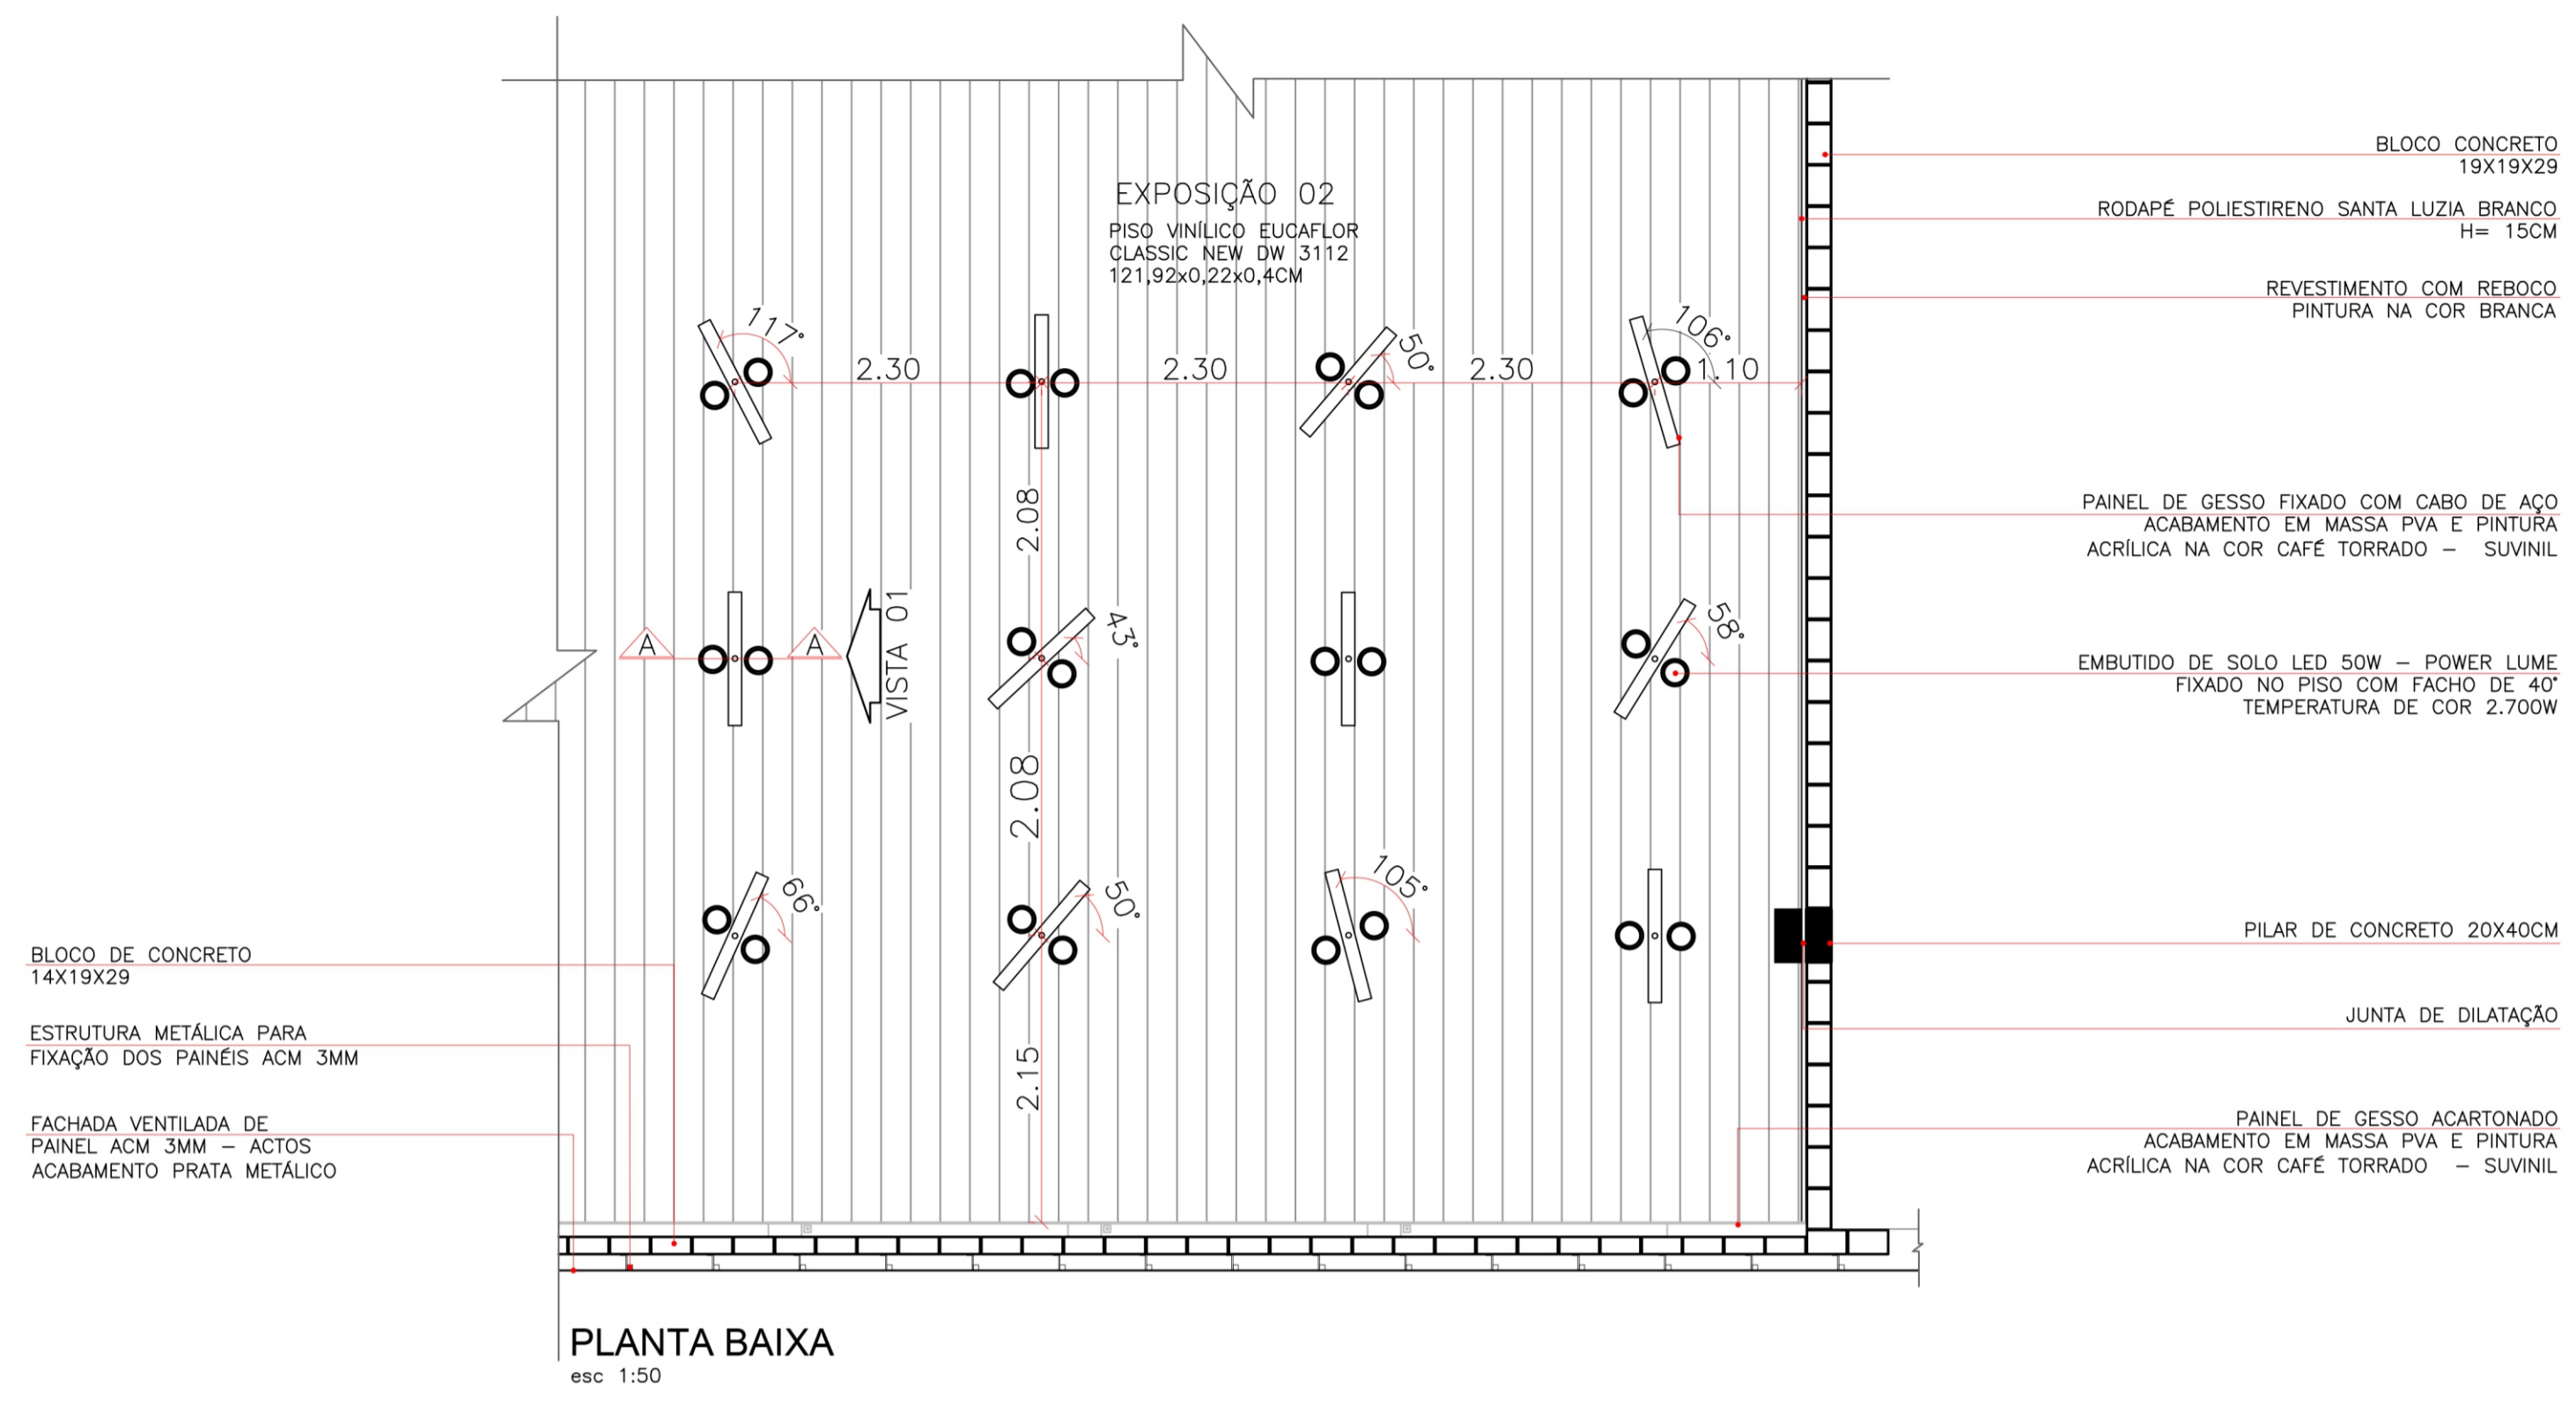 BLOCO CONCRETO
19X19X29
RODAPÉ POLIESTIRENO SANTA LUZIA BRANCO
H= 15CM
EXPOSIÇÃO 02
PISO VINÍLICO EUCAFLOR
CLASSIC NEW DW 3112
121,92x0,22x0,4CM
REVESTIMENTO COM REBOCO
PINTURA NA COR BRANCA
117°
50°
106°
2.30
2.30
2.30
1.10
2.08
PAINEL DE GESSO FIXADO COM CABO DE AÇO
ACABAMENTO EM MASSA PVA E PINTURA
ACRÍLICA NA COR CAFÉ TORRADO – SUVINIL
A
A
VISTA 01
43°
58°
EMBUTIDO DE SOLO LED 50W – POWER LUME
FIXADO NO PISO COM FACHO DE 40°
TEMPERATURA DE COR 2.700W
2.08
66°
50°
105°
PILAR DE CONCRETO 20X40CM
BLOCO DE CONCRETO
14X19X29
JUNTA DE DILATAÇÃO
ESTRUTURA METÁLICA PARA
FIXAÇÃO DOS PAINÉIS ACM 3MM
2.15
FACHADA VENTILADA DE
PAINEL ACM 3MM – ACTOS
ACABAMENTO PRATA METÁLICO
PAINEL DE GESSO ACARTONADO
ACABAMENTO EM MASSA PVA E PINTURA
ACRÍLICA NA COR CAFÉ TORRADO – SUVINIL
PLANTA BAIXA
esc 1:50